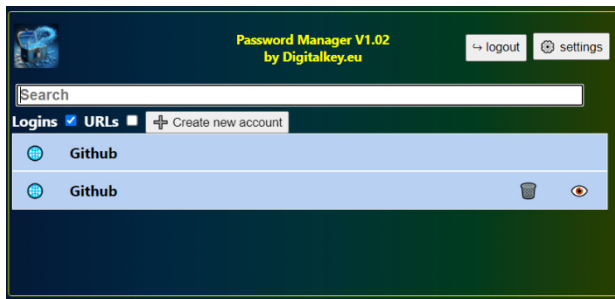 Password Manager V1.02
by Digitalkey.eu
logout
settings
Search
Logins URLs Create new account
Github
Github